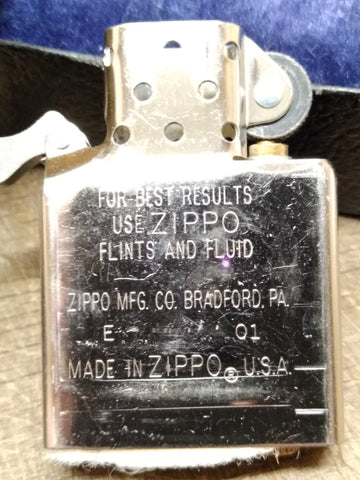 FOR BEST RESULTS
USE ZIPPO
FLINTS AND FLUID
ZIPPO MFG. CO. BRADFORD, PA.
E 01
MADE IN ZIPPO® U.S.A.